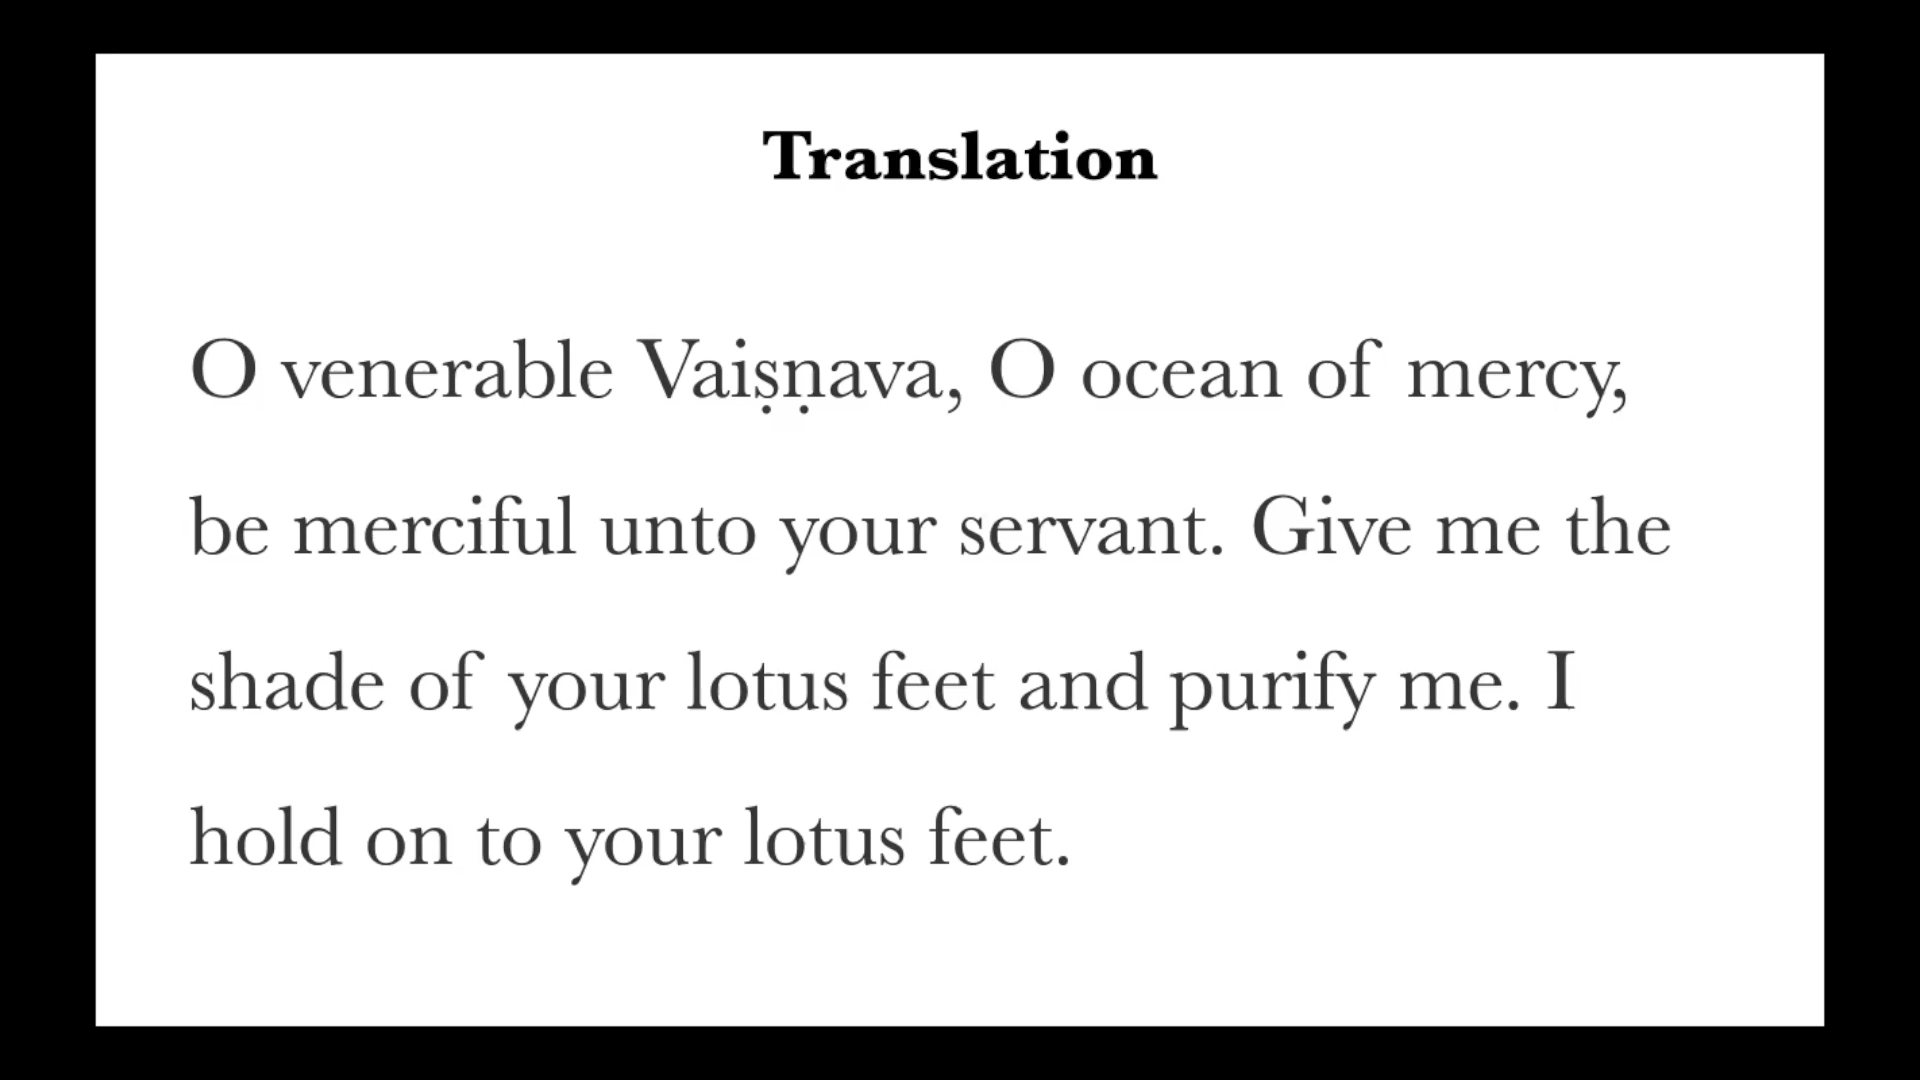 Translation
O venerable Vaiṣṇava, O ocean of mercy,
be merciful unto your servant. Give me the
shade of your lotus feet and purify me. I
hold on to your lotus feet.